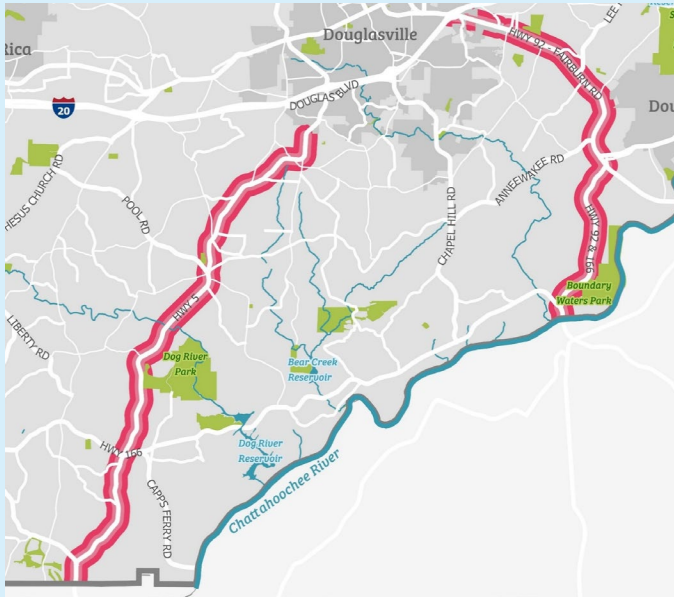 Douglasville
HWY 92 - FAIRBURN RD
LEE
Rica
20
DOUGLAS BLVD
Dou
HESUS CHURCH RD
POOL RD
ANNEEWAKEE RD
CHAPEL HILL RD
HWY 92 & 166
Boundary
Waters Park
HWY 5
LIBERTY RD
Dog River
Park
Bear Creek
Reservoir
HWY 166
Dog River
Reservoir
Chattahoochee River
CAPPS FERRY RD